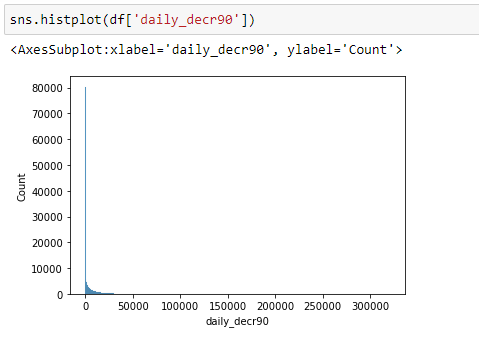 sns.histplot(df['daily_decr90'])
<AxesSubplot:xlabel='daily_decr90', ylabel='Count'>
80000
70000
60000
50000
40000
30000
20000
10000
0
Count
0 50000 100000 150000 200000 250000 300000
daily_decr90